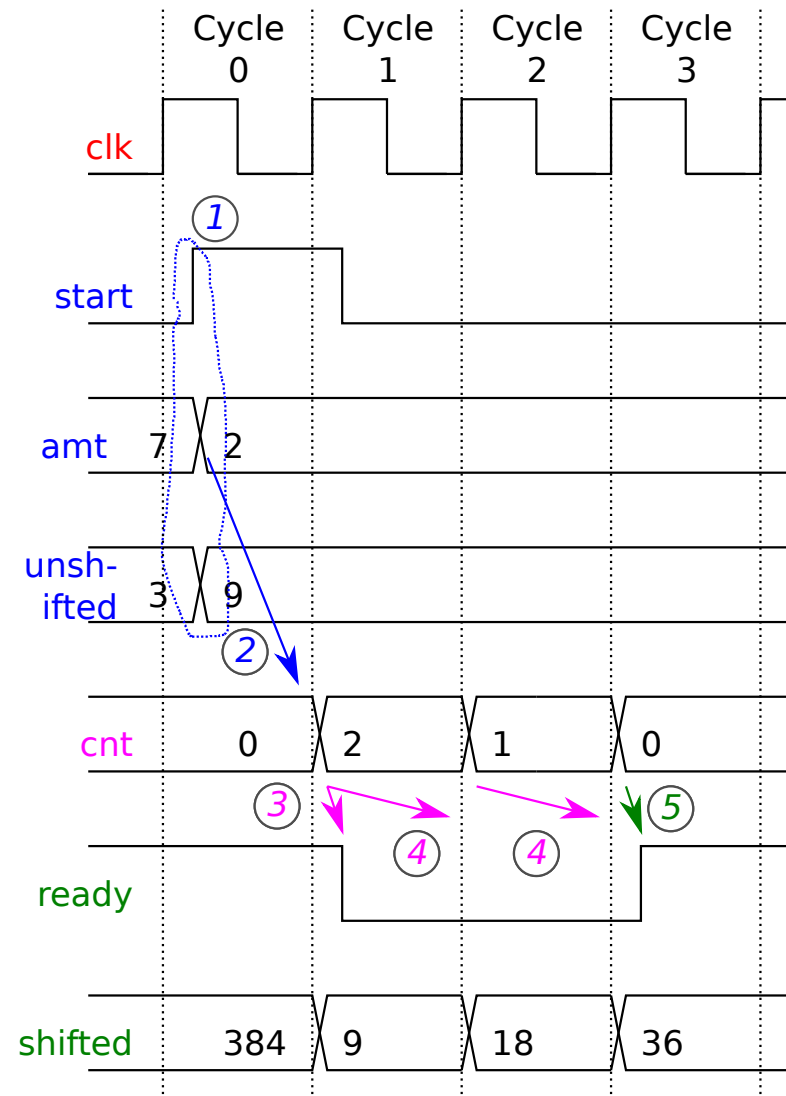 Cycle 0
Cycle 1
Cycle 2
Cycle 3
clk
1
start
amt 7 2
unsh-
ifted 3 9
2
cnt 0 2 1 0
3 4 4 5
ready
shifted 384 9 18 36